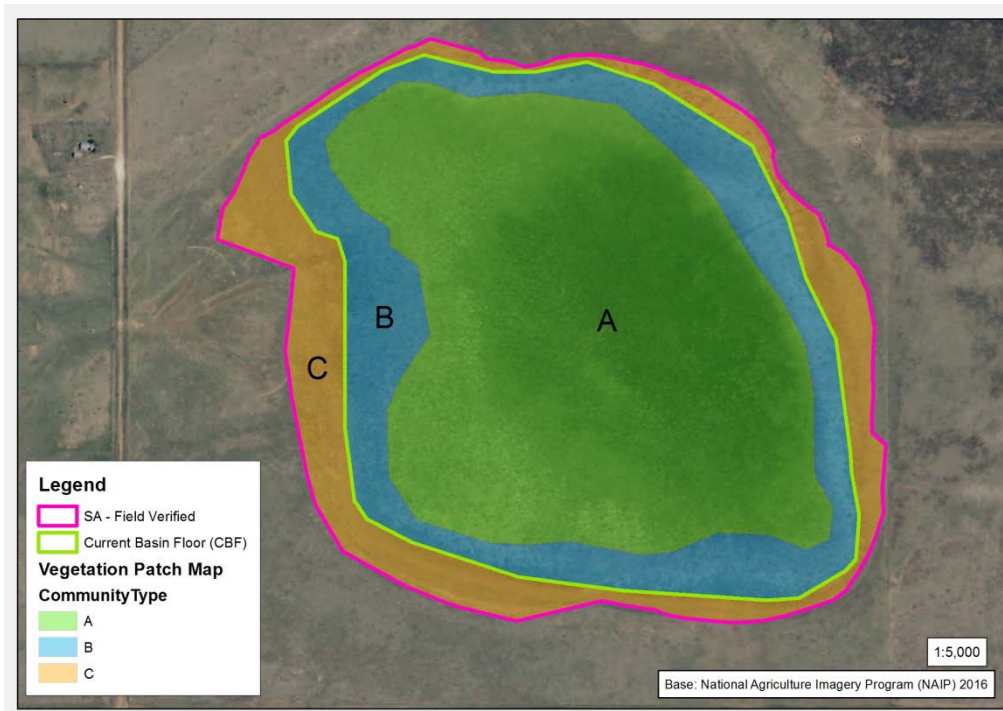 B
A
C
Legend
SA - Field Verified
Current Basin Floor (CBF)
Vegetation Patch Map
CommunityType
A
B
C
1:5,000
Base: National Agriculture Imagery Program (NAIP) 2016